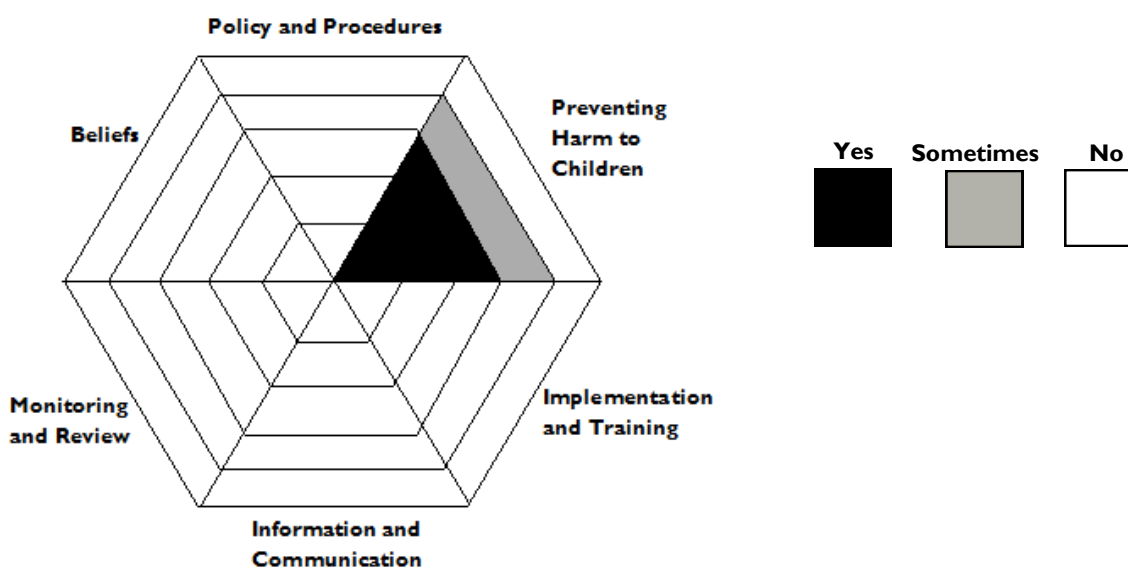 Policy and Procedures
Beliefs
Preventing
Harm to
Children
Yes
Sometimes
No
Monitoring
and Review
Implementation
and Training
Information and
Communication